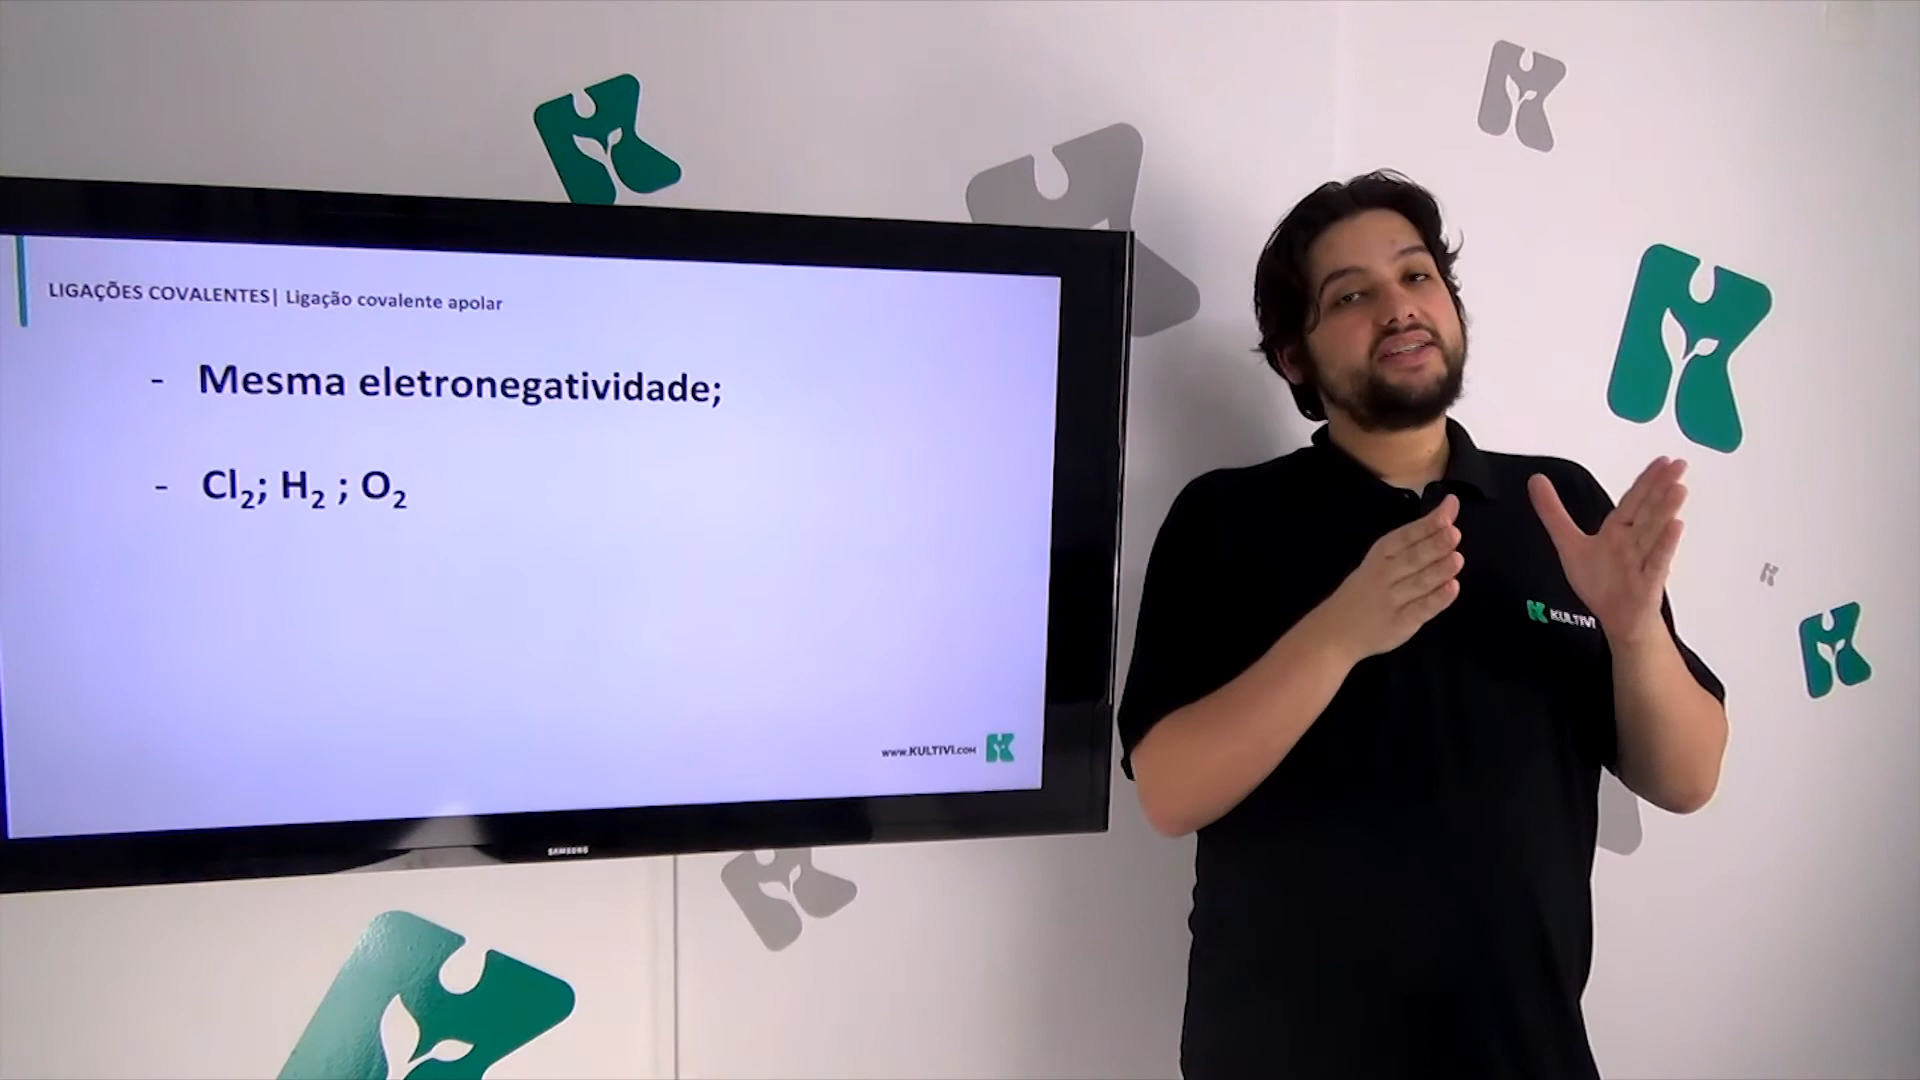 LIGAÇÕES COVALENTES| Ligação covalente apolar
- Mesma eletronegatividade;
- Cl₂; H₂ ; O₂
www.KULTIVI.COM
SAMSUNG
KULTIVI